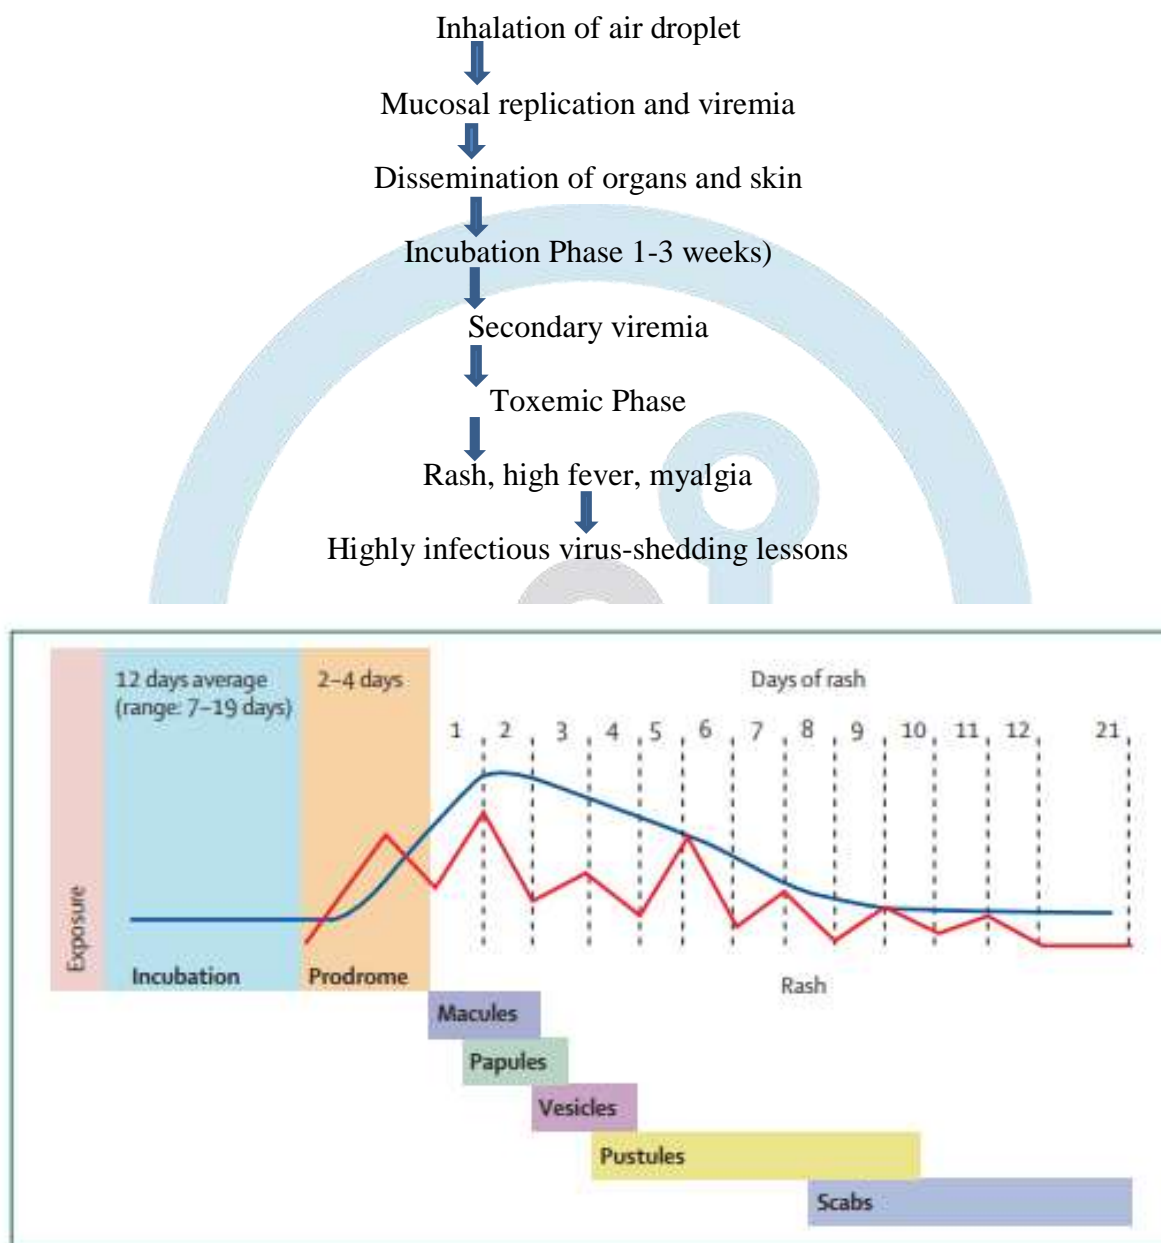 Inhalation of air droplet
Mucosal replication and viremia
Dissemination of organs and skin
Incubation Phase 1-3 weeks)
Secondary viremia
Toxemic Phase
Rash, high fever, myalgia
Highly infectious virus-shedding lessons
12 days average
(range: 7–19 days)
2–4 days
Days of rash
1 2 3 4 5 6 7 8 9 10 11 12 21
Exposure
Incubation
Prodrome
Rash
Macules
Papules
Vesicles
Pustules
Scabs